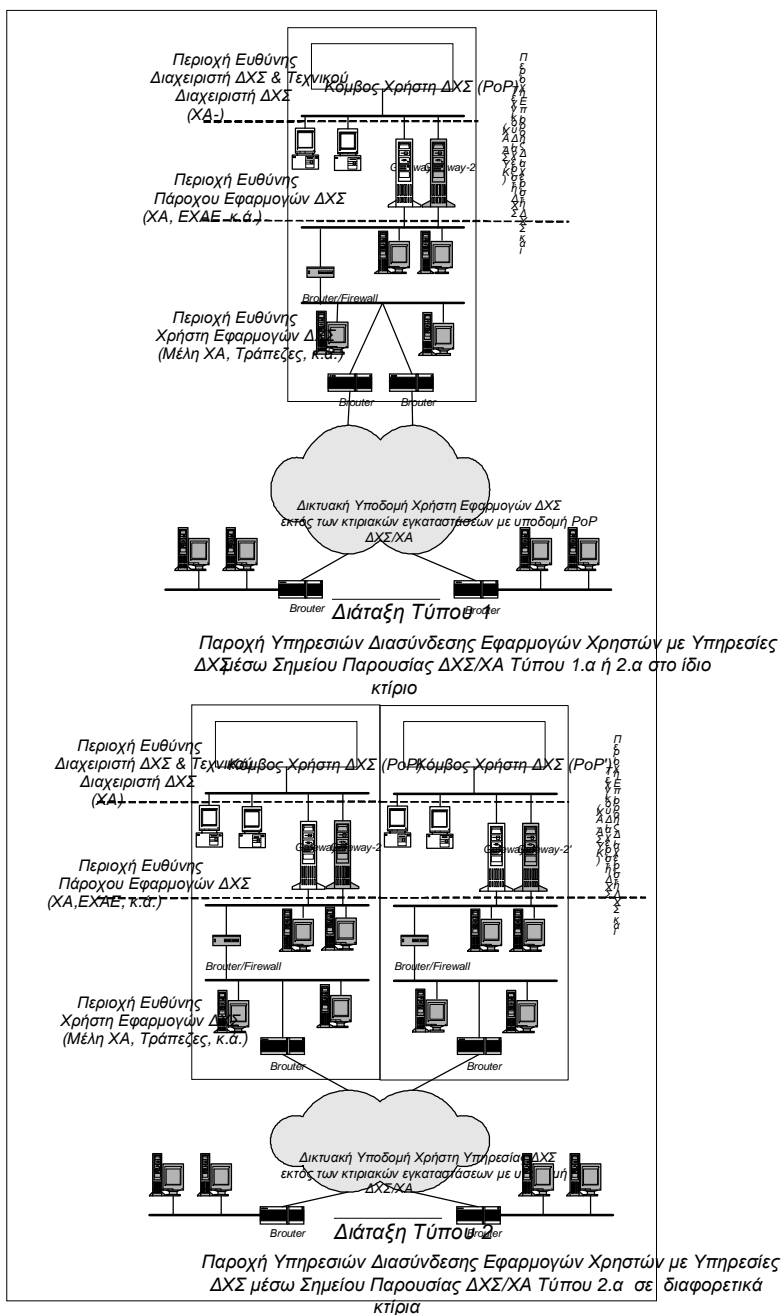 Περιοχή Ευθύνης
Διαχειριστή ΔΧΣ & Τεχνικού
Διαχειριστή ΔΧΣ
(ΧΑ-)
Κόμβος Χρήστη ΔΧΣ (PoP)
Gateway-2
Περιοχή Ευθύνης
Πάροχου Εφαρμογών ΔΧΣ
(ΧΑ, ΕΧΑΕ, κ.ά.)
Brouter/Firewall
Περιοχή Ευθύνης
Χρήστη Εφαρμογών ΔΧΣ
(Μέλη ΧΑ, Τράπεζες, κ.ά.)
Brouter
Brouter
Δικτυακή Υποδομή Χρήστη Εφαρμογών ΔΧΣ
εκτός των κτιριακών εγκαταστάσεων με υποδομή PoP
ΔΧΣ/ΧΑ
Brouter
Brouter
Διάταξη Τύπου 1
Παροχή Υπηρεσιών Διασύνδεσης Εφαρμογών Χρηστών με Υπηρεσίες
ΔΧΣ μέσω Σημείου Παρουσίας ΔΧΣ/ΧΑ Τύπου 1.α ή 2.α στο ίδιο
κτίριο
Περιοχή Ευθύνης
Διαχειριστή ΔΧΣ & Τεχνικού
Διαχειριστή ΔΧΣ
(ΧΑ)
Κόμβος Χρήστη ΔΧΣ (PoP)
Κόμβος Χρήστη ΔΧΣ (PoP')
Gateway-2
Gateway-2'
Περιοχή Ευθύνης
Πάροχου Εφαρμογών ΔΧΣ
(ΧΑ,ΕΧΑΕ, κ.ά.)
Brouter/Firewall
Brouter/Firewall
Περιοχή Ευθύνης
Χρήστη Εφαρμογών ΔΧΣ
(Μέλη ΧΑ, Τράπεζες, κ.ά.)
Brouter
Brouter
Δικτυακή Υποδομή Χρήστη Υπηρεσίας ΔΧΣ
εκτός των κτιριακών εγκαταστάσεων με υποδομή
ΔΧΣ/ΧΑ
Brouter
Brouter
Διάταξη Τύπου 2
Παροχή Υπηρεσιών Διασύνδεσης Εφαρμογών Χρηστών με Υπηρεσίες
ΔΧΣ μέσω Σημείου Παρουσίας ΔΧΣ/ΧΑ Τύπου 2.α σε διαφορετικά
κτίρια